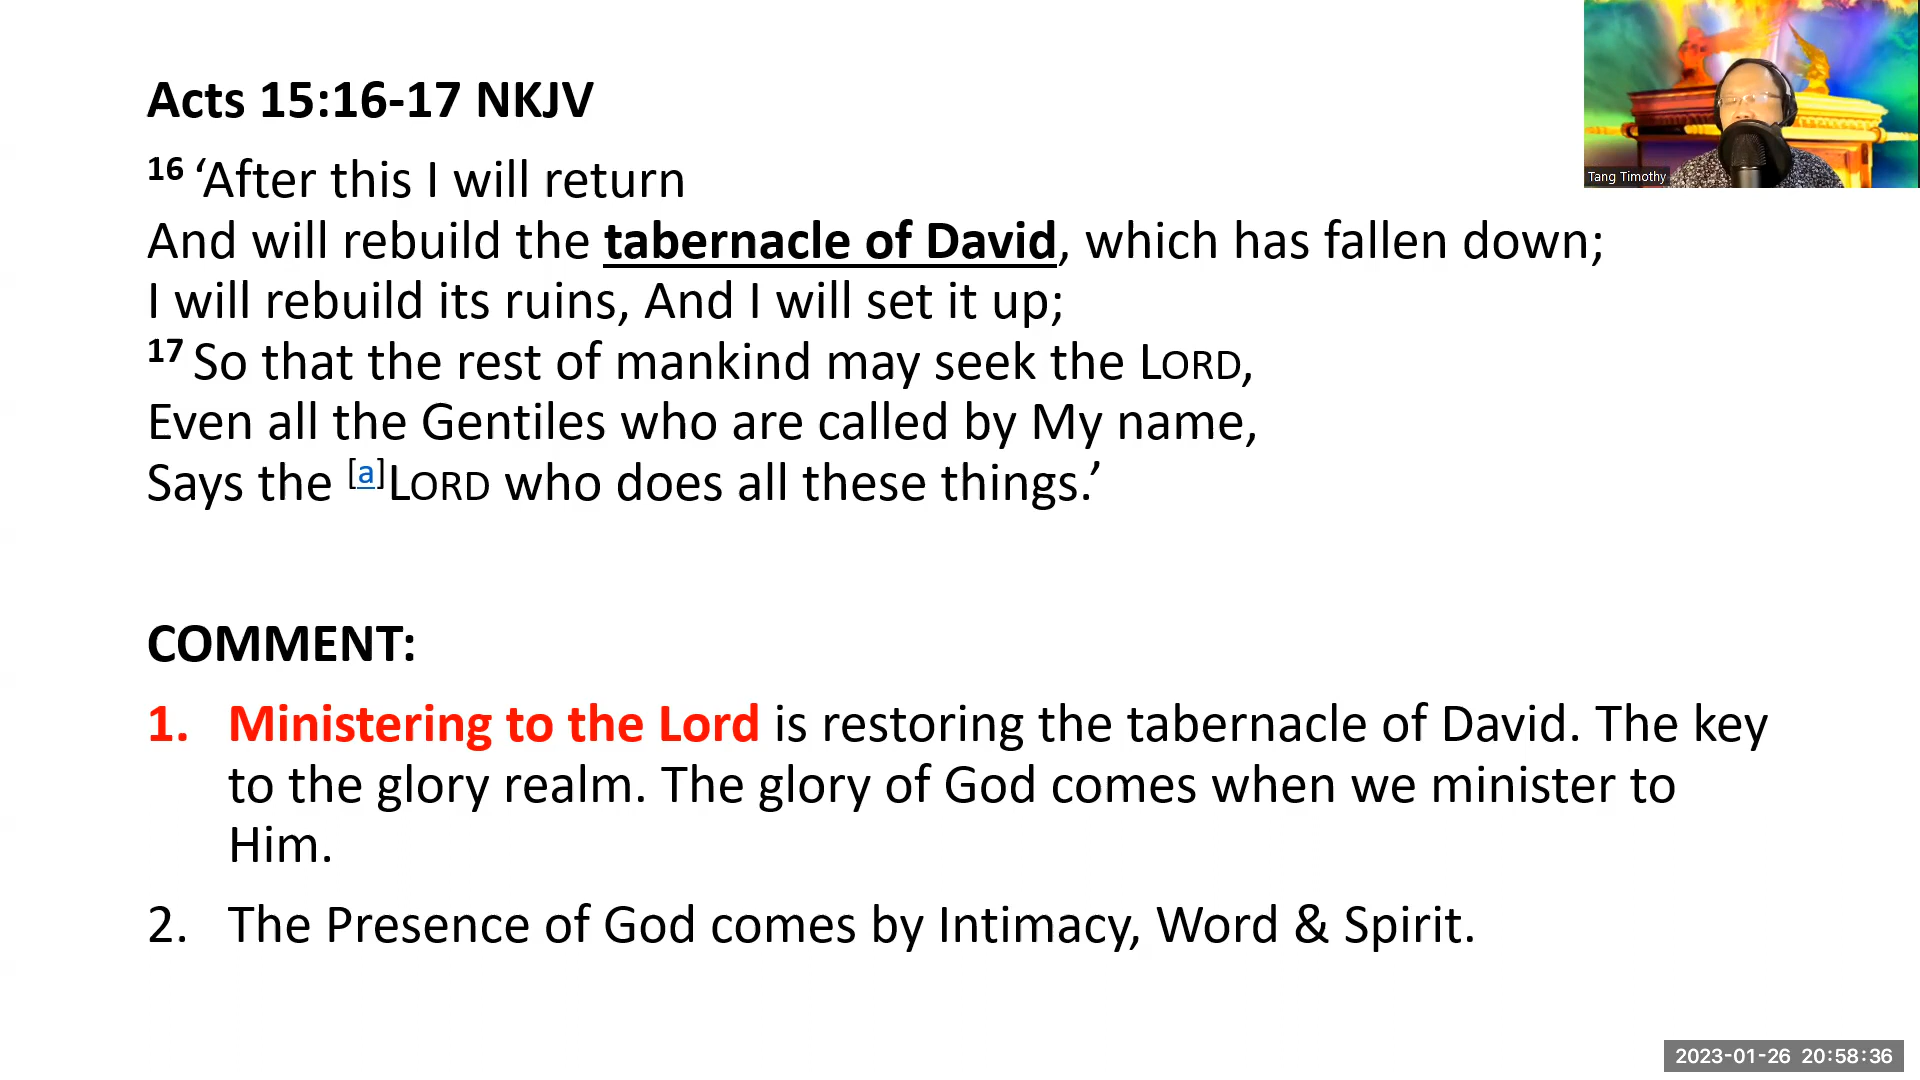 Acts 15:16-17 NKJV
16 ‘After this I will return
And will rebuild the tabernacle of David, which has fallen down;
I will rebuild its ruins, And I will set it up;
17 So that the rest of mankind may seek the LORD,
Even all the Gentiles who are called by My name,
Says the [a]LORD who does all these things.’
COMMENT:
1. Ministering to the Lord is restoring the tabernacle of David. The key
to the glory realm. The glory of God comes when we minister to
Him.
2. The Presence of God comes by Intimacy, Word & Spirit.
Tang Timothy
2023-01-26 20:58:36